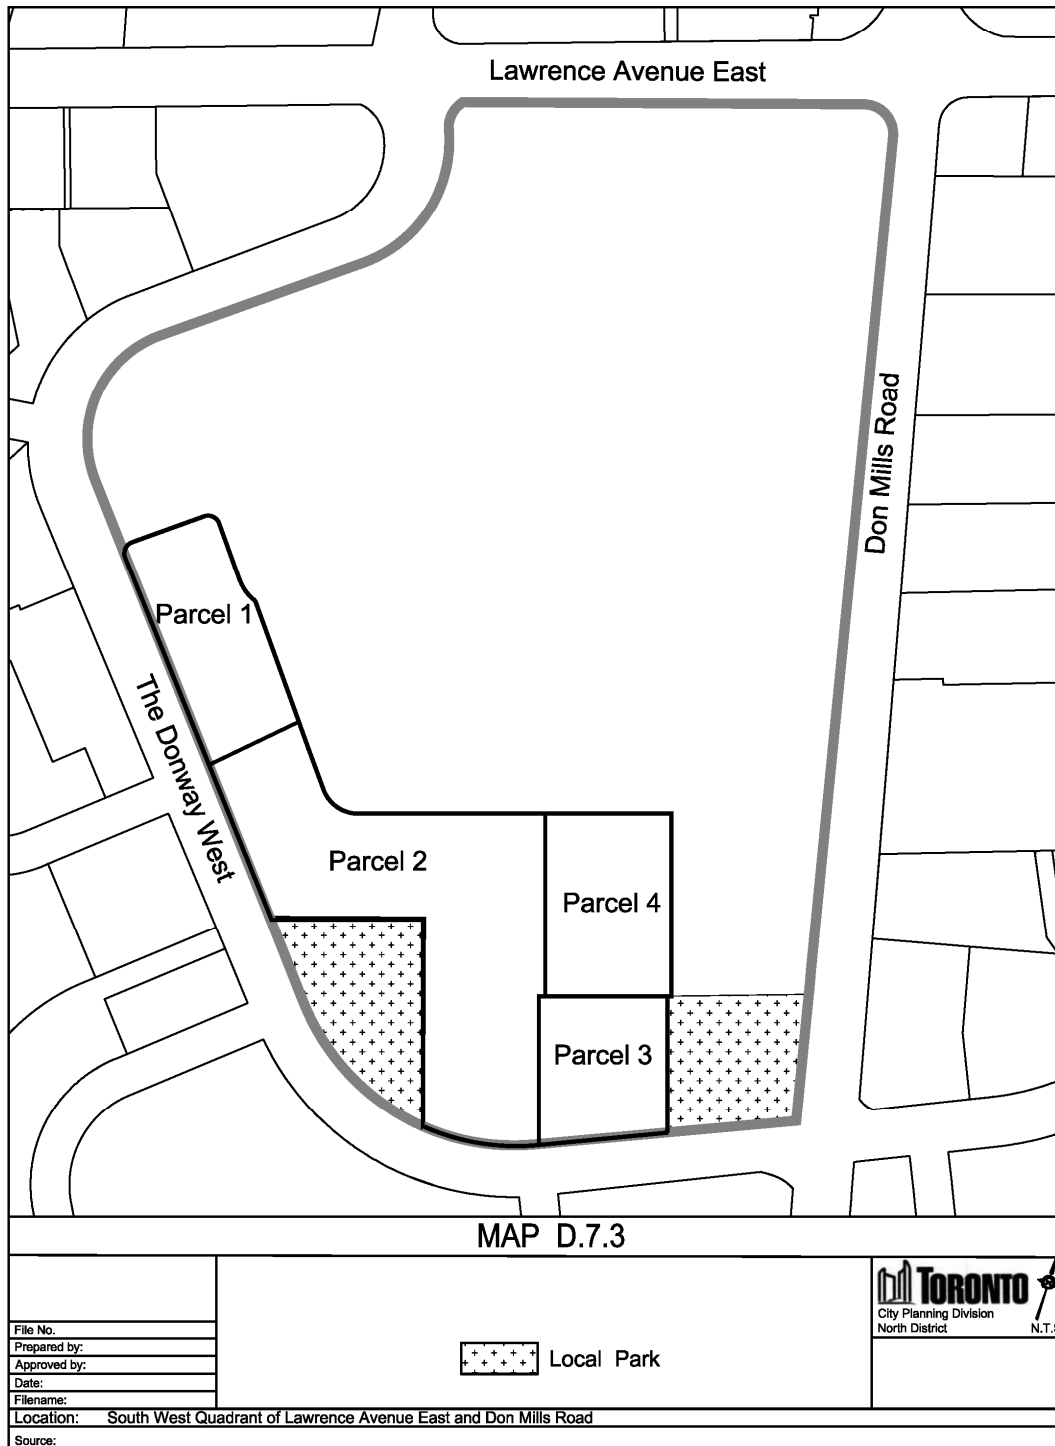 Lawrence Avenue East
Don Mills Road
Parcel 1
The Donway West
Parcel 2
Parcel 4
Parcel 3
MAP D.7.3
TORONTO
City Planning Division
North District
N.T.S
File No.
Prepared by:
Approved by:
Date:
Filename:
Local Park
Location: South West Quadrant of Lawrence Avenue East and Don Mills Road
Source: